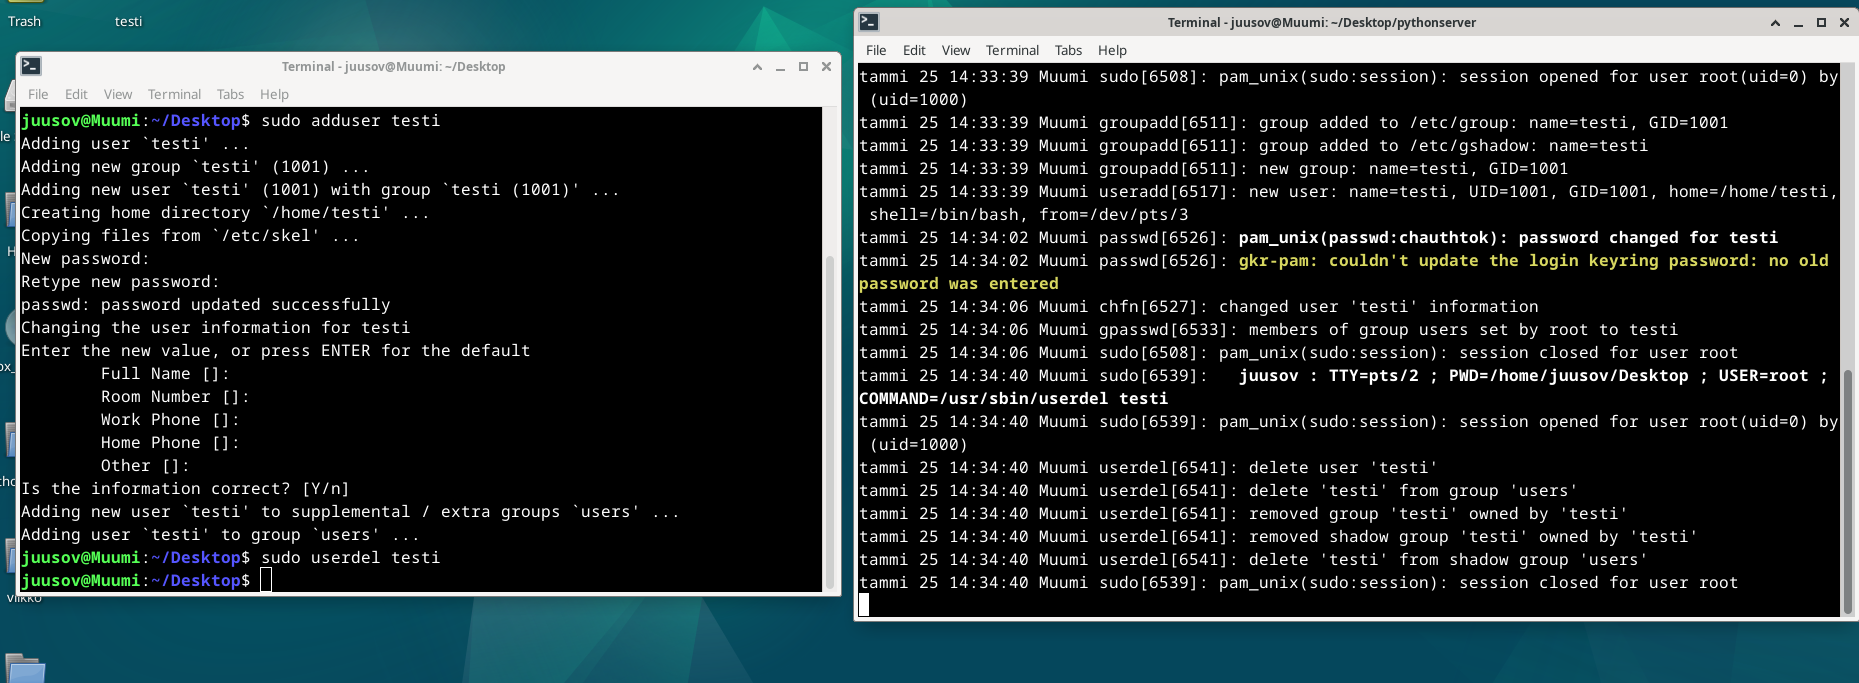 Trash
testi
Terminal - juusov@Muumi: ~/Desktop
File Edit View Terminal Tabs Help
juusov@Muumi:~/Desktop$ sudo adduser testi
Adding user `testi' ...
Adding new group `testi' (1001) ...
Adding new user `testi' (1001) with group `testi (1001)' ...
Creating home directory `/home/testi' ...
Copying files from `/etc/skel' ...
New password:
Retype new password:
passwd: password updated successfully
Changing the user information for testi
Enter the new value, or press ENTER for the default
Full Name []:
Room Number []:
Work Phone []:
Home Phone []:
Other []:
Is the information correct? [Y/n]
Adding new user `testi' to supplemental / extra groups `users' ...
Adding user `testi' to group `users' ...
juusov@Muumi:~/Desktop$ sudo userdel testi
juusov@Muumi:~/Desktop$
Terminal - juusov@Muumi: ~/Desktop/pythonserver
File Edit View Terminal Tabs Help
tammi 25 14:33:39 Muumi sudo[6508]: pam_unix(sudo:session): session opened for user root(uid=0) by
(uid=1000)
tammi 25 14:33:39 Muumi groupadd[6511]: group added to /etc/group: name=testi, GID=1001
tammi 25 14:33:39 Muumi groupadd[6511]: group added to /etc/gshadow: name=testi
tammi 25 14:33:39 Muumi groupadd[6511]: new group: name=testi, GID=1001
tammi 25 14:33:39 Muumi useradd[6517]: new user: name=testi, UID=1001, GID=1001, home=/home/testi,
shell=/bin/bash, from=/dev/pts/3
tammi 25 14:34:02 Muumi passwd[6526]: pam_unix(passwd:chauthtok): password changed for testi
tammi 25 14:34:02 Muumi passwd[6526]: gkr-pam: couldn't update the login keyring password: no old
password was entered
tammi 25 14:34:06 Muumi chfn[6527]: changed user 'testi' information
tammi 25 14:34:06 Muumi gpasswd[6533]: members of group users set by root to testi
tammi 25 14:34:06 Muumi sudo[6508]: pam_unix(sudo:session): session closed for user root
tammi 25 14:34:40 Muumi sudo[6539]:   juusov : TTY=pts/2 ; PWD=/home/juusov/Desktop ; USER=root ;
COMMAND=/usr/sbin/userdel testi
tammi 25 14:34:40 Muumi sudo[6539]: pam_unix(sudo:session): session opened for user root(uid=0) by
(uid=1000)
tammi 25 14:34:40 Muumi userdel[6541]: delete user 'testi'
tammi 25 14:34:40 Muumi userdel[6541]: delete 'testi' from group 'users'
tammi 25 14:34:40 Muumi userdel[6541]: removed group 'testi' owned by 'testi'
tammi 25 14:34:40 Muumi userdel[6541]: removed shadow group 'testi' owned by 'testi'
tammi 25 14:34:40 Muumi userdel[6541]: delete 'testi' from shadow group 'users'
tammi 25 14:34:40 Muumi sudo[6539]: pam_unix(sudo:session): session closed for user root